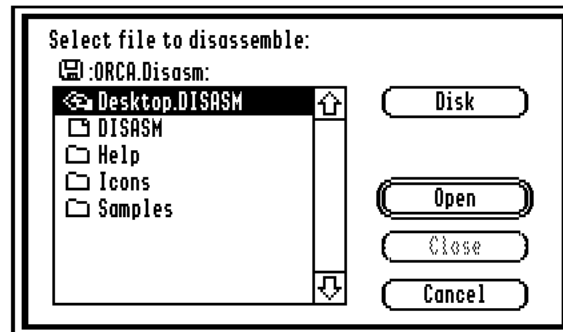 Select file to disassemble:
:ORCA.Disasm:
Desktop.DISASM
DISASM
Help
Icons
Samples
Disk
Open
Close
Cancel